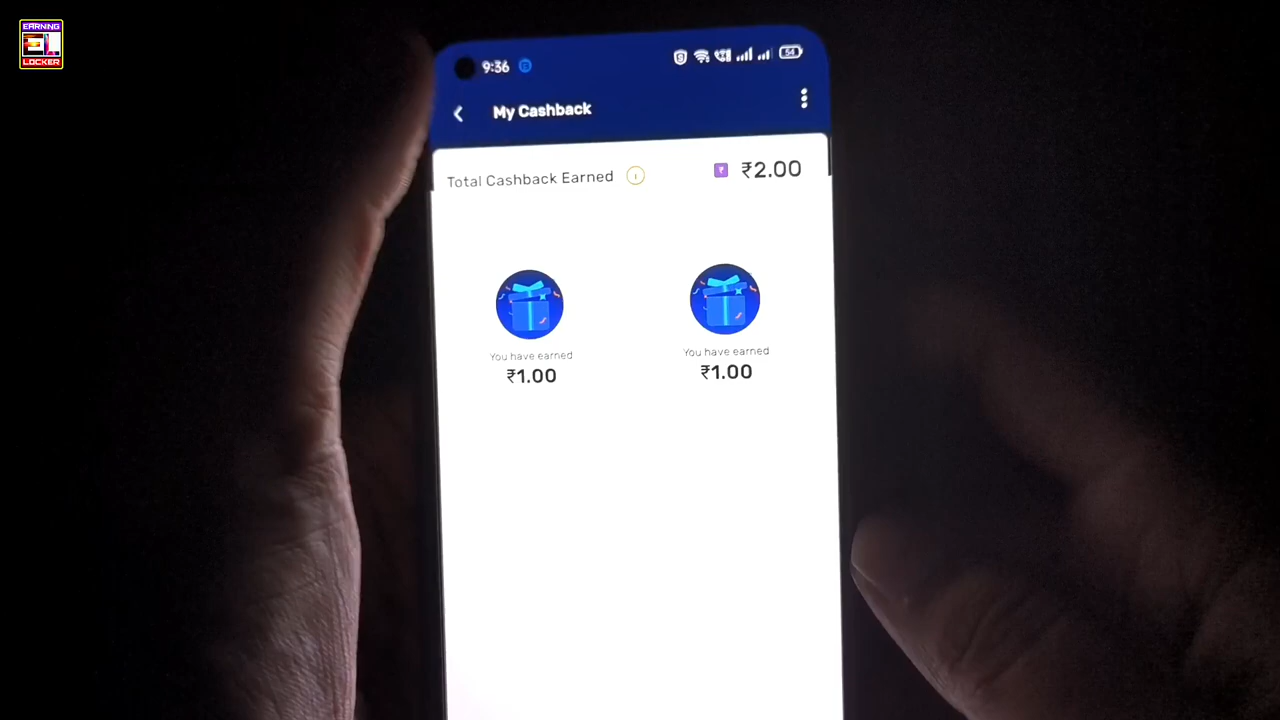 EARNING
LOCKER
9:36
54
My Cashback
Total Cashback Earned
₹2.00
You have earned
₹1.00
You have earned
₹1.00